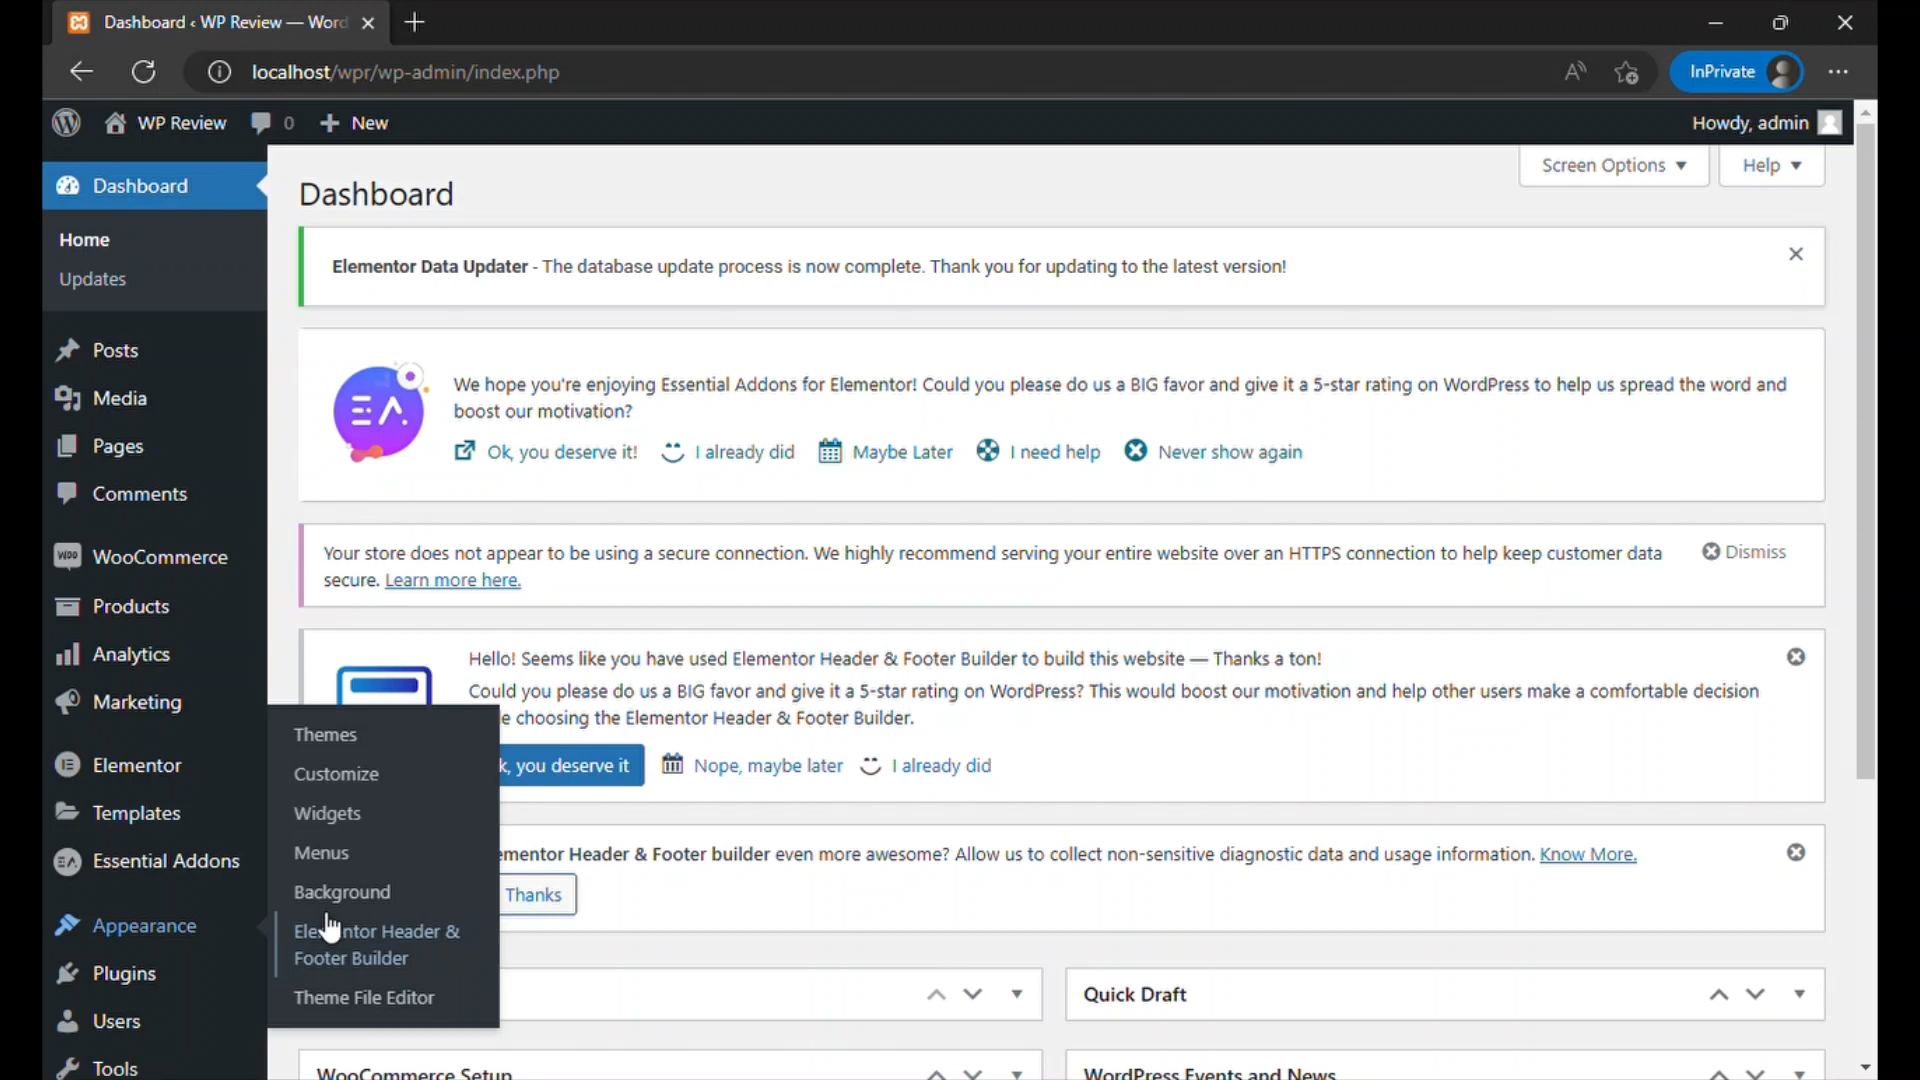 Dashboard ‹ WP Review — Word
localhost/wpr/wp-admin/index.php
InPrivate
WP Review
0
New
Howdy, admin
Screen Options
Help
Dashboard
Home
Updates
Posts
Media
Pages
Comments
WOO
WooCommerce
Products
Analytics
Marketing
Elementor
Templates
Essential Addons
Appearance
Plugins
Users
Tools
Dashboard
Elementor Data Updater - The database update process is now complete. Thank you for updating to the latest version!
We hope you're enjoying Essential Addons for Elementor! Could you please do us a BIG favor and give it a 5-star rating on WordPress to help us spread the word and
boost our motivation?
Ok, you deserve it!
I already did
Maybe Later
I need help
Never show again
Your store does not appear to be using a secure connection. We highly recommend serving your entire website over an HTTPS connection to help keep customer data
secure. Learn more here.
Dismiss
Hello! Seems like you have used Elementor Header & Footer Builder to build this website — Thanks a ton!
Could you please do us a BIG favor and give it a 5-star rating on WordPress? This would boost our motivation and help other users make a comfortable decision
e choosing the Elementor Header & Footer Builder.
k, you deserve it
Nope, maybe later
I already did
ementor Header & Footer builder even more awesome? Allow us to collect non-sensitive diagnostic data and usage information. Know More.
Thanks
Themes
Customize
Widgets
Menus
Background
Elementor Header &
Footer Builder
Theme File Editor
Quick Draft
WooCommerce Setup
WordPress Events and News